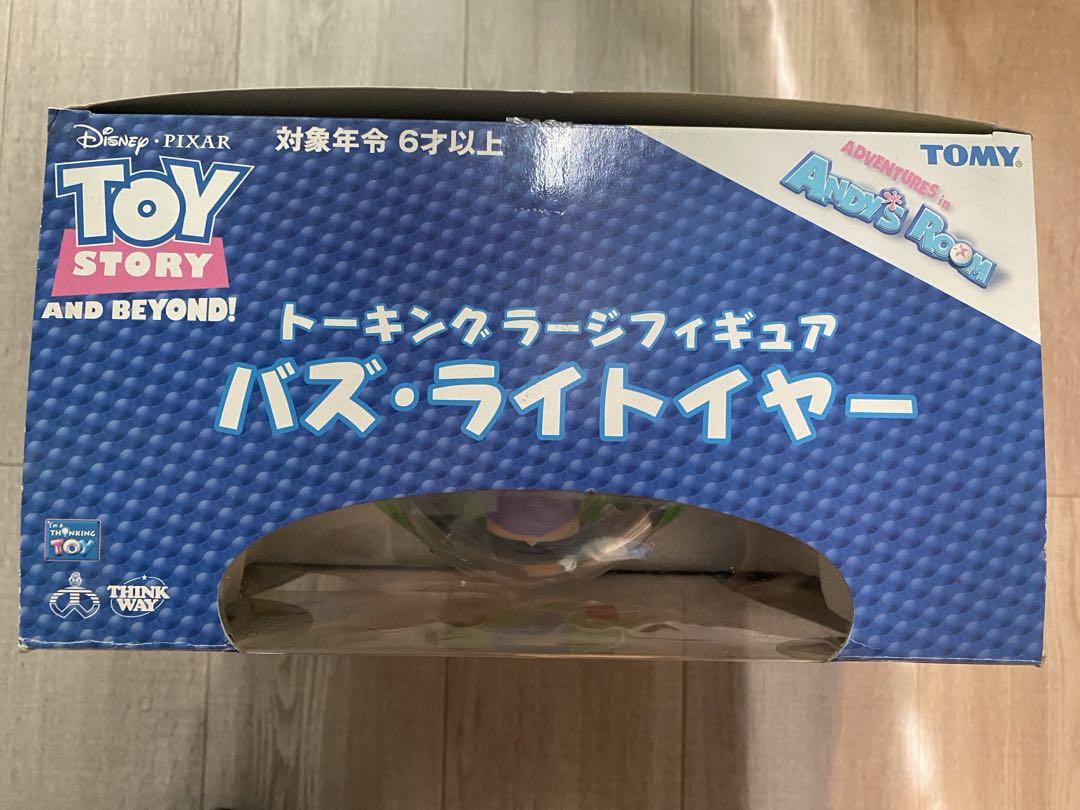 Disney · PIXAR
TOY
STORY
AND BEYOND!
対象年令 6才以上
ADVENTURES in
ANDY'S ROOM
TOMY®
トーキング ラージフィギュア
バズ・ライトイヤー
I'm a
THINKING
TOY
THINK
WAY